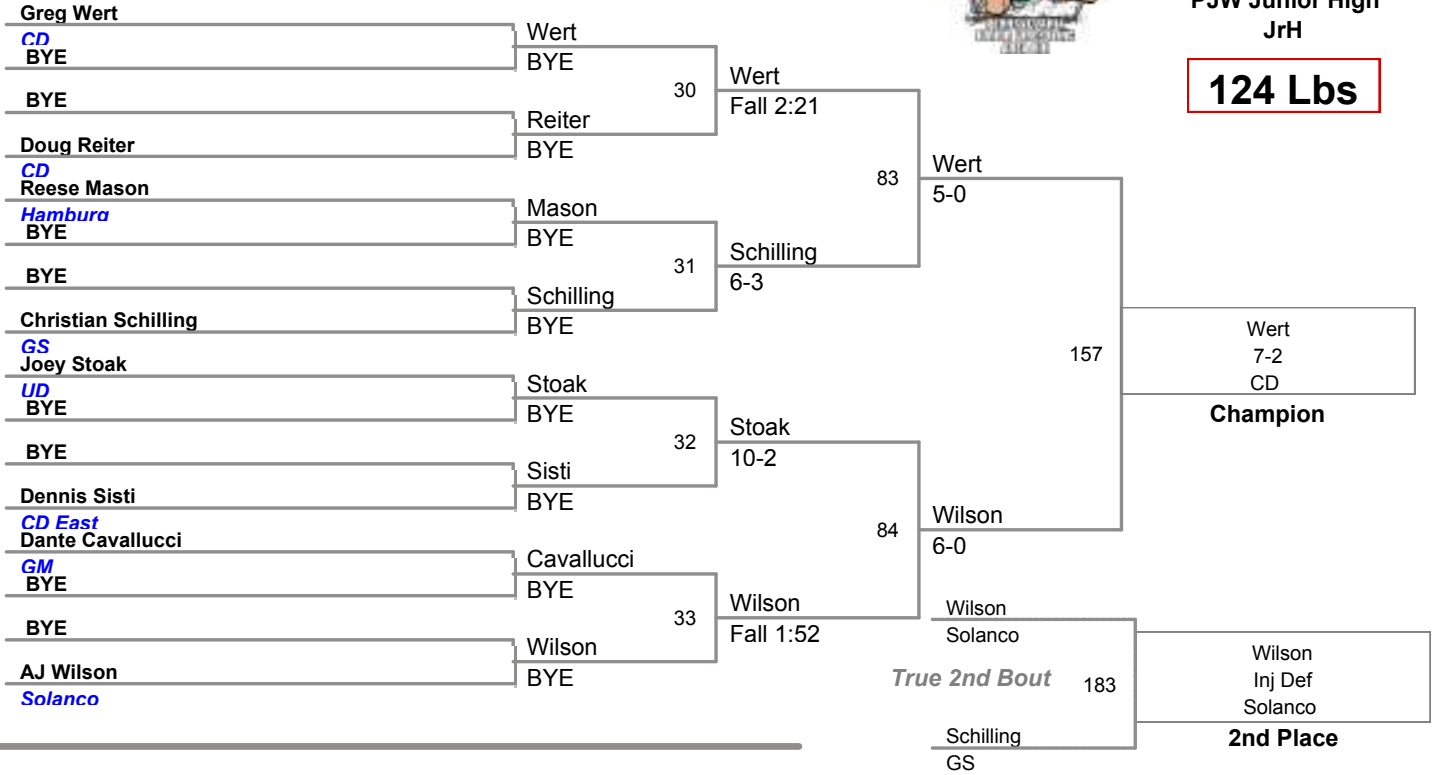 PJW Junior High
JrH
124 Lbs
Greg Wert
CD
BYE
BYE
Doug Reiter
CD
Reese Mason
Hamburg
BYE
BYE
Christian Schilling
GS
Joey Stoak
UD
BYE
BYE
Dennis Sisti
CD East
Dante Cavallucci
GM
BYE
BYE
AJ Wilson
Solanco
Wert
BYE
30
Reiter
BYE
Mason
BYE
31
Schilling
BYE
Stoak
BYE
32
Sisti
BYE
Cavallucci
BYE
33
Wilson
BYE
Wert
Fall 2:21
83
Schilling
6-3
Stoak
10-2
84
Wilson
Fall 1:52
Wert
5-0
157
Wilson
6-0
Wert
7-2
CD
Champion
Wilson
Solanco
True 2nd Bout 183
Schilling
GS
Wilson
Inj Def
Solanco
2nd Place